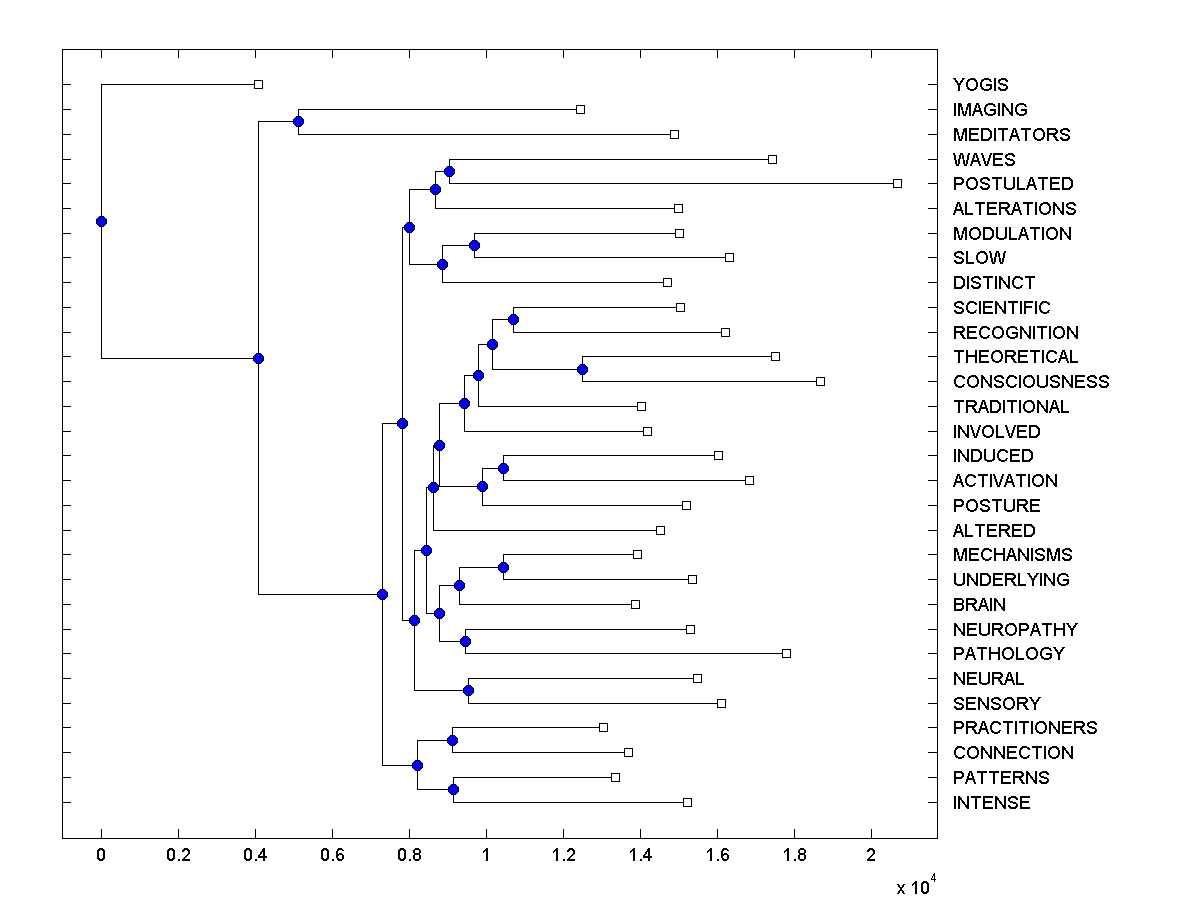 YOGIS
IMAGING
MEDITATORS
WAVES
POSTULATED
ALTERATIONS
MODULATION
SLOW
DISTINCT
SCIENTIFIC
RECOGNITION
THEORETICAL
CONSCIOUSNESS
TRADITIONAL
INVOLVED
INDUCED
ACTIVATION
POSTURE
ALTERED
MECHANISMS
UNDERLYING
BRAIN
NEUROPATHY
PATHOLOGY
NEURAL
SENSORY
PRACTITIONERS
CONNECTION
PATTERNS
INTENSE
0 0.2 0.4 0.6 0.8 1 1.2 1.4 1.6 1.8 2
x 10^4